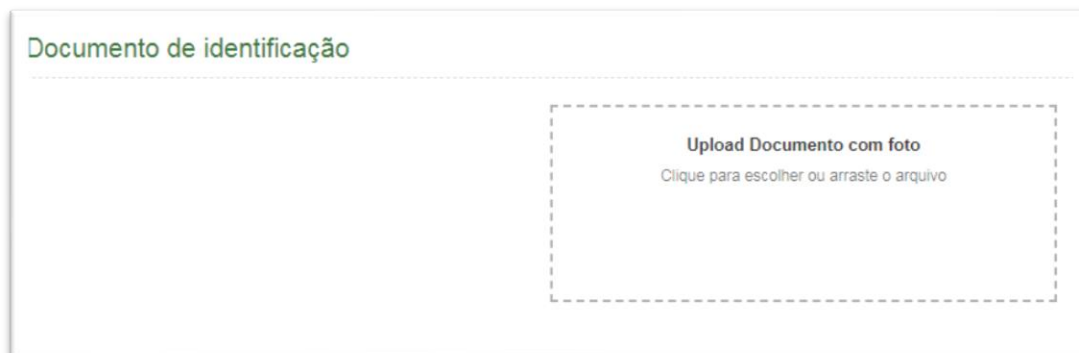 Documento de identificação
Upload Documento com foto
Clique para escolher ou arraste o arquivo